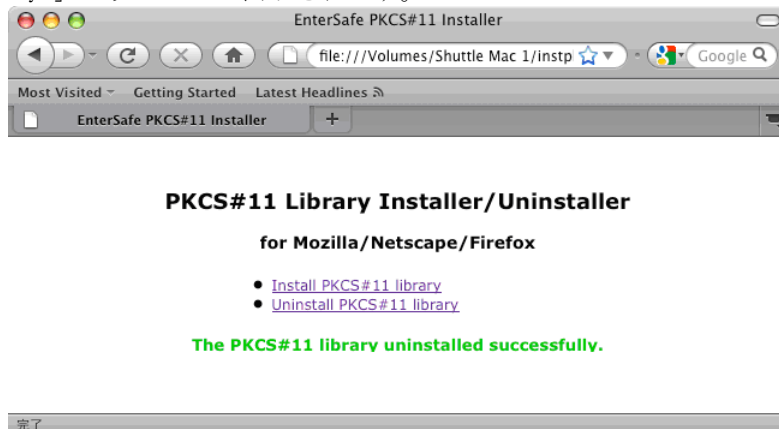 EnterSafe PKCS#11 Installer
file:///Volumes/Shuttle Mac 1/instp
Google
Most Visited Getting Started Latest Headlines
EnterSafe PKCS#11 Installer +
PKCS#11 Library Installer/Uninstaller
for Mozilla/Netscape/Firefox
Install PKCS#11 library
Uninstall PKCS#11 library
The PKCS#11 library uninstalled successfully.
完了